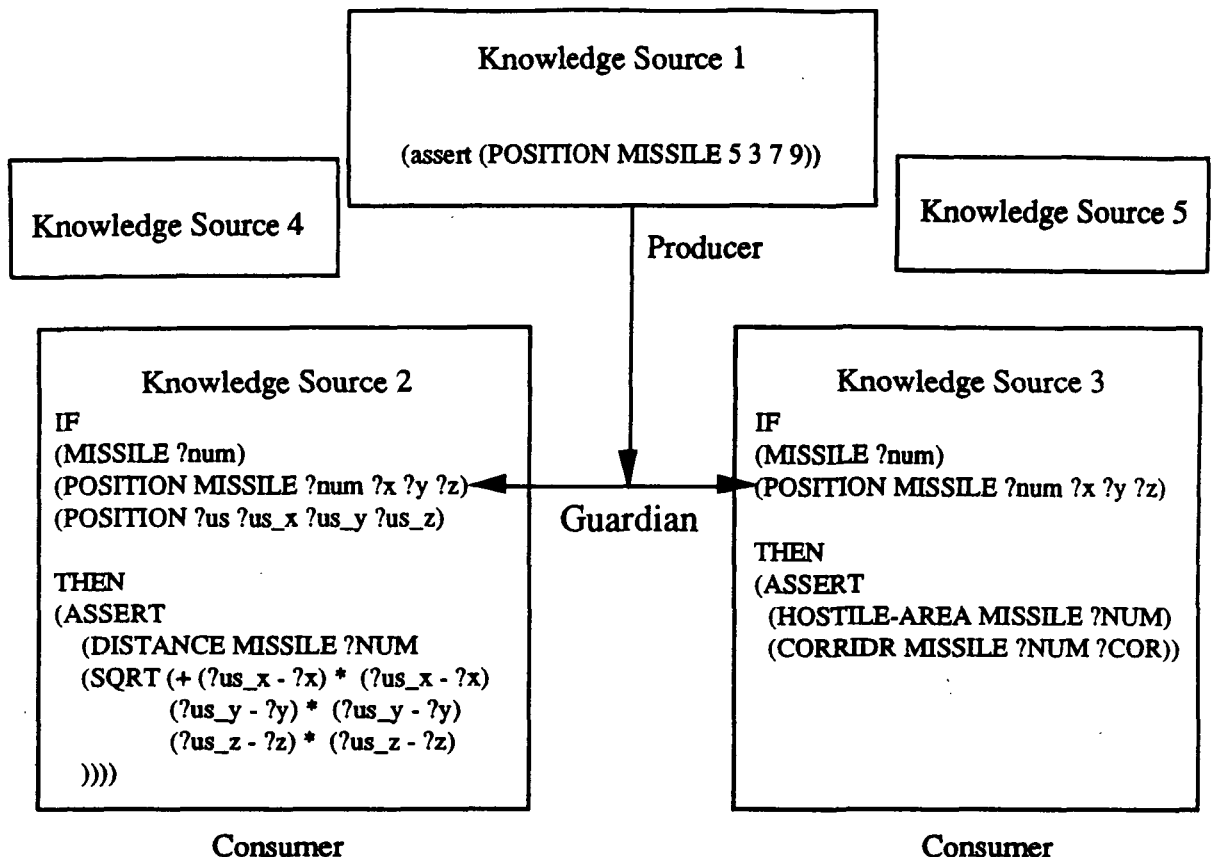 Knowledge Source 1
(assert (POSITION MISSILE 5 3 7 9))
Knowledge Source 4
Knowledge Source 5
Producer
Knowledge Source 2
IF
(MISSILE ?num)
(POSITION MISSILE ?num ?x ?y ?z)
(POSITION ?us ?us_x ?us_y ?us_z)
THEN
(ASSERT
(DISTANCE MISSILE ?NUM
(SQRT (+ (?us_x - ?x) * (?us_x - ?x)
(?us_y - ?y) * (?us_y - ?y)
(?us_z - ?z) * (?us_z - ?z)
))))
Consumer
Guardian
Knowledge Source 3
IF
(MISSILE ?num)
(POSITION MISSILE ?num ?x ?y ?z)
THEN
(ASSERT
(HOSTILE-AREA MISSILE ?NUM)
(CORRIDR MISSILE ?NUM ?COR))
Consumer